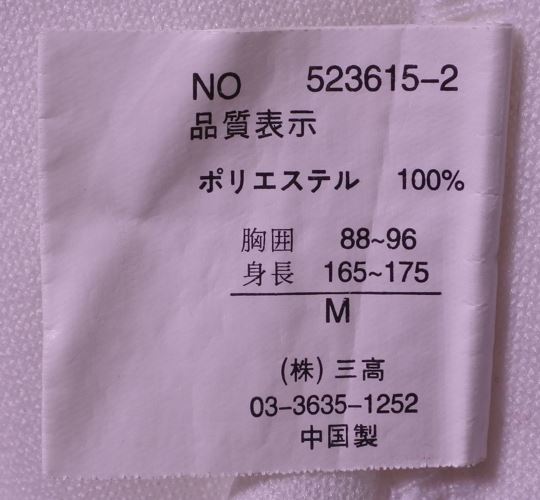 NO 523615-2
品質表示
ポリエステル 100%
胸囲 88~96
身長 165~175
M
(株) 三高
03-3635-1252
中国製